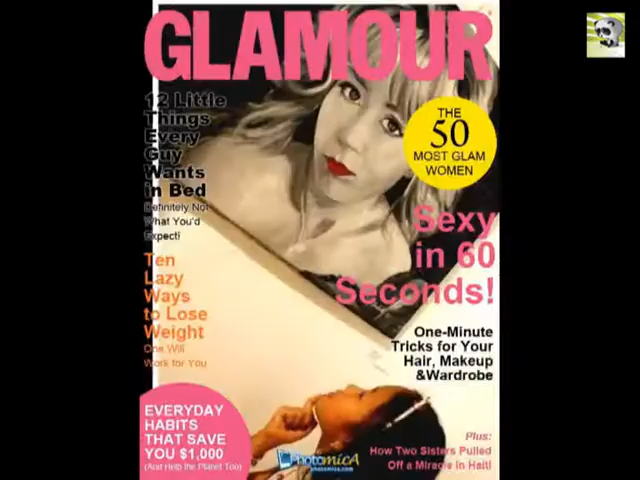 GLAMOUR
12 Little
Things
Every
Guy
Wants
in Bed
Definitely Not
What You'd
Expect!
Ten
Lazy
Ways
to Lose
Weight
One Will
Work for You
EVERYDAY
HABITS
THAT SAVE
YOU $1,000
(And Help the Planet Too)
THE
50
MOST GLAM
WOMEN
Sexy
in 60
Seconds!
One-Minute
Tricks for Your
Hair, Makeup
&Wardrobe
Plus:
How Two Sisters Pulled
Off a Miracle in Haiti!
PhotomicA
photomica.com